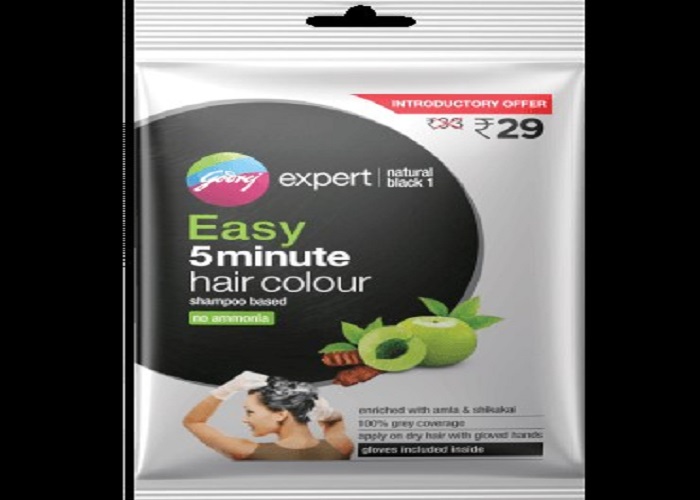 INTRODUCTORY OFFER
₹33 ₹29
Godrej expert natural
black 1
Easy
5 minute
hair colour
shampoo based
no ammonia
enriched with amla & shikakai
100% grey coverage
apply on dry hair with gloved hands
gloves included inside